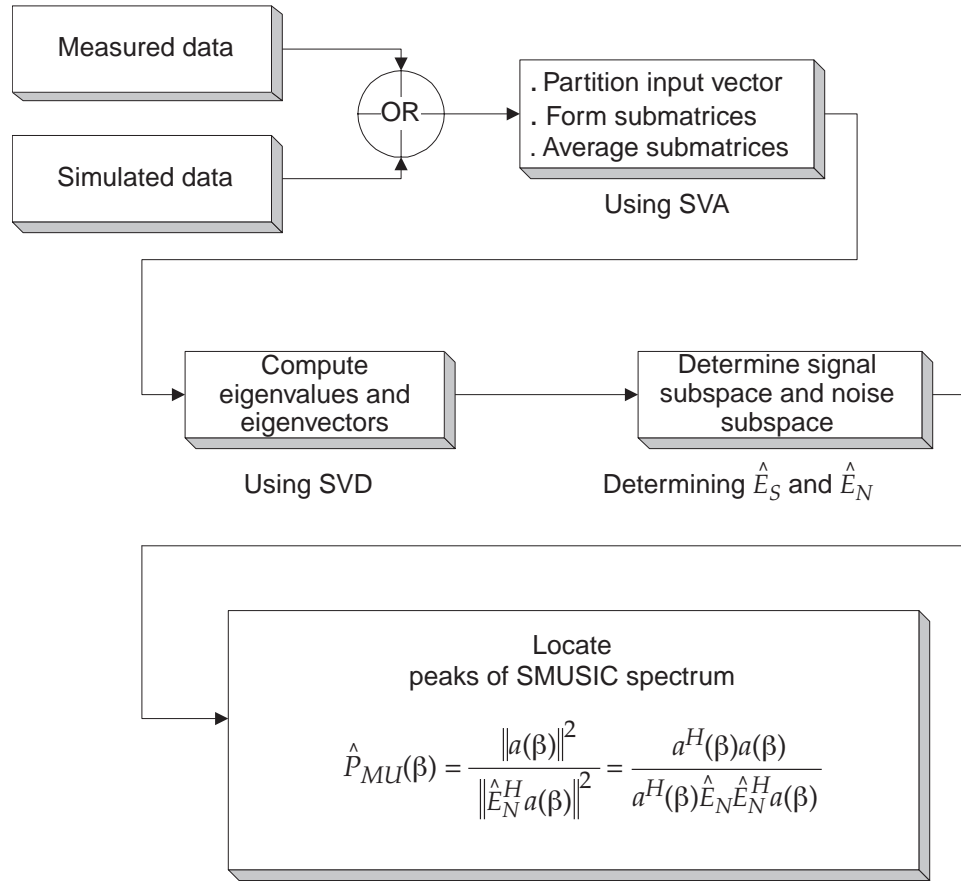 Measured data
Simulated data
OR
. Partition input vector
. Form submatrices
. Average submatrices
Using SVA
Compute
eigenvalues and
eigenvectors
Using SVD
Determine signal
subspace and noise
subspace
Determining Ê_S and Ê_N
Locate
peaks of SMUSIC spectrum
P̂_MU(β) = ‖a(β)‖² / ‖Ê_N^H a(β)‖² = a^H(β)a(β) / a^H(β)Ê_N Ê_N^H a(β)